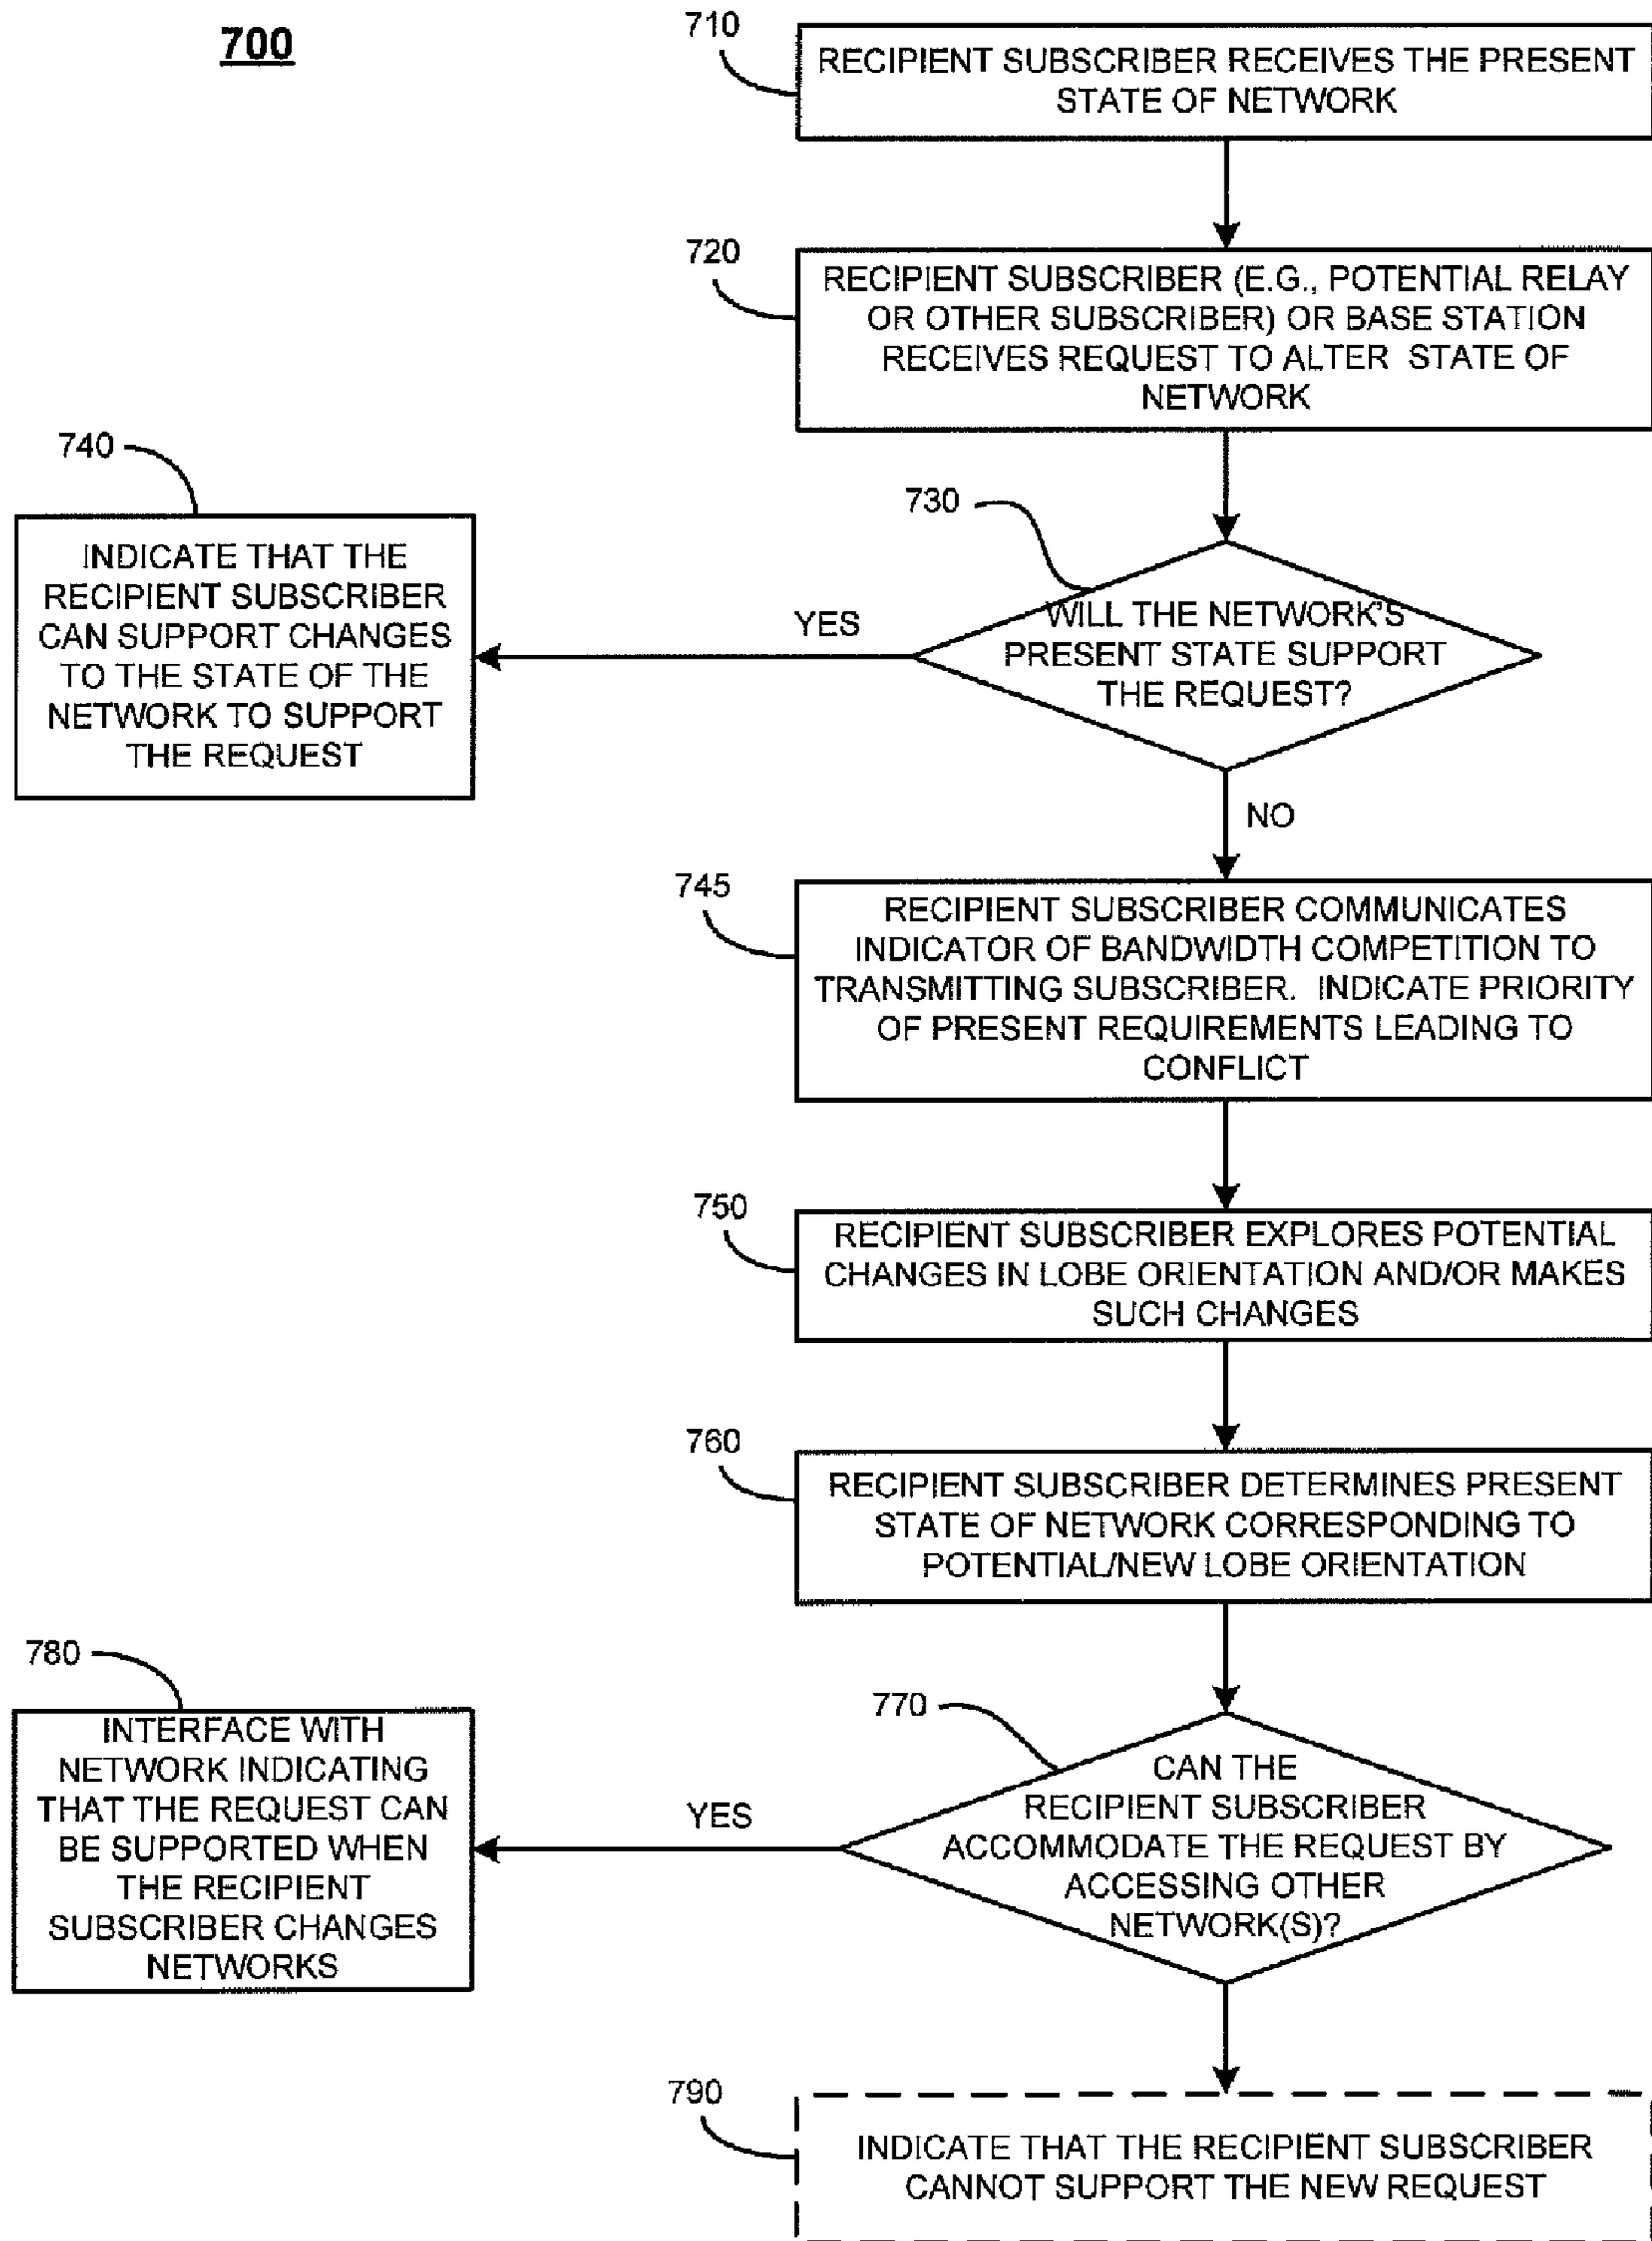 700
710
RECIPIENT SUBSCRIBER RECEIVES THE PRESENT
STATE OF NETWORK
720
RECIPIENT SUBSCRIBER (E.G., POTENTIAL RELAY
OR OTHER SUBSCRIBER) OR BASE STATION
RECEIVES REQUEST TO ALTER STATE OF
NETWORK
730
WILL THE NETWORK'S
PRESENT STATE SUPPORT
THE REQUEST?
YES
740
INDICATE THAT THE
RECIPIENT SUBSCRIBER
CAN SUPPORT CHANGES
TO THE STATE OF THE
NETWORK TO SUPPORT
THE REQUEST
NO
745
RECIPIENT SUBSCRIBER COMMUNICATES
INDICATOR OF BANDWIDTH COMPETITION TO
TRANSMITTING SUBSCRIBER. INDICATE PRIORITY
OF PRESENT REQUIREMENTS LEADING TO
CONFLICT
750
RECIPIENT SUBSCRIBER EXPLORES POTENTIAL
CHANGES IN LOBE ORIENTATION AND/OR MAKES
SUCH CHANGES
760
RECIPIENT SUBSCRIBER DETERMINES PRESENT
STATE OF NETWORK CORRESPONDING TO
POTENTIAL/NEW LOBE ORIENTATION
770
CAN THE
RECIPIENT SUBSCRIBER
ACCOMMODATE THE REQUEST BY
ACCESSING OTHER
NETWORK(S)?
YES
780
INTERFACE WITH
NETWORK INDICATING
THAT THE REQUEST CAN
BE SUPPORTED WHEN
THE RECIPIENT
SUBSCRIBER CHANGES
NETWORKS
790
INDICATE THAT THE RECIPIENT SUBSCRIBER
CANNOT SUPPORT THE NEW REQUEST